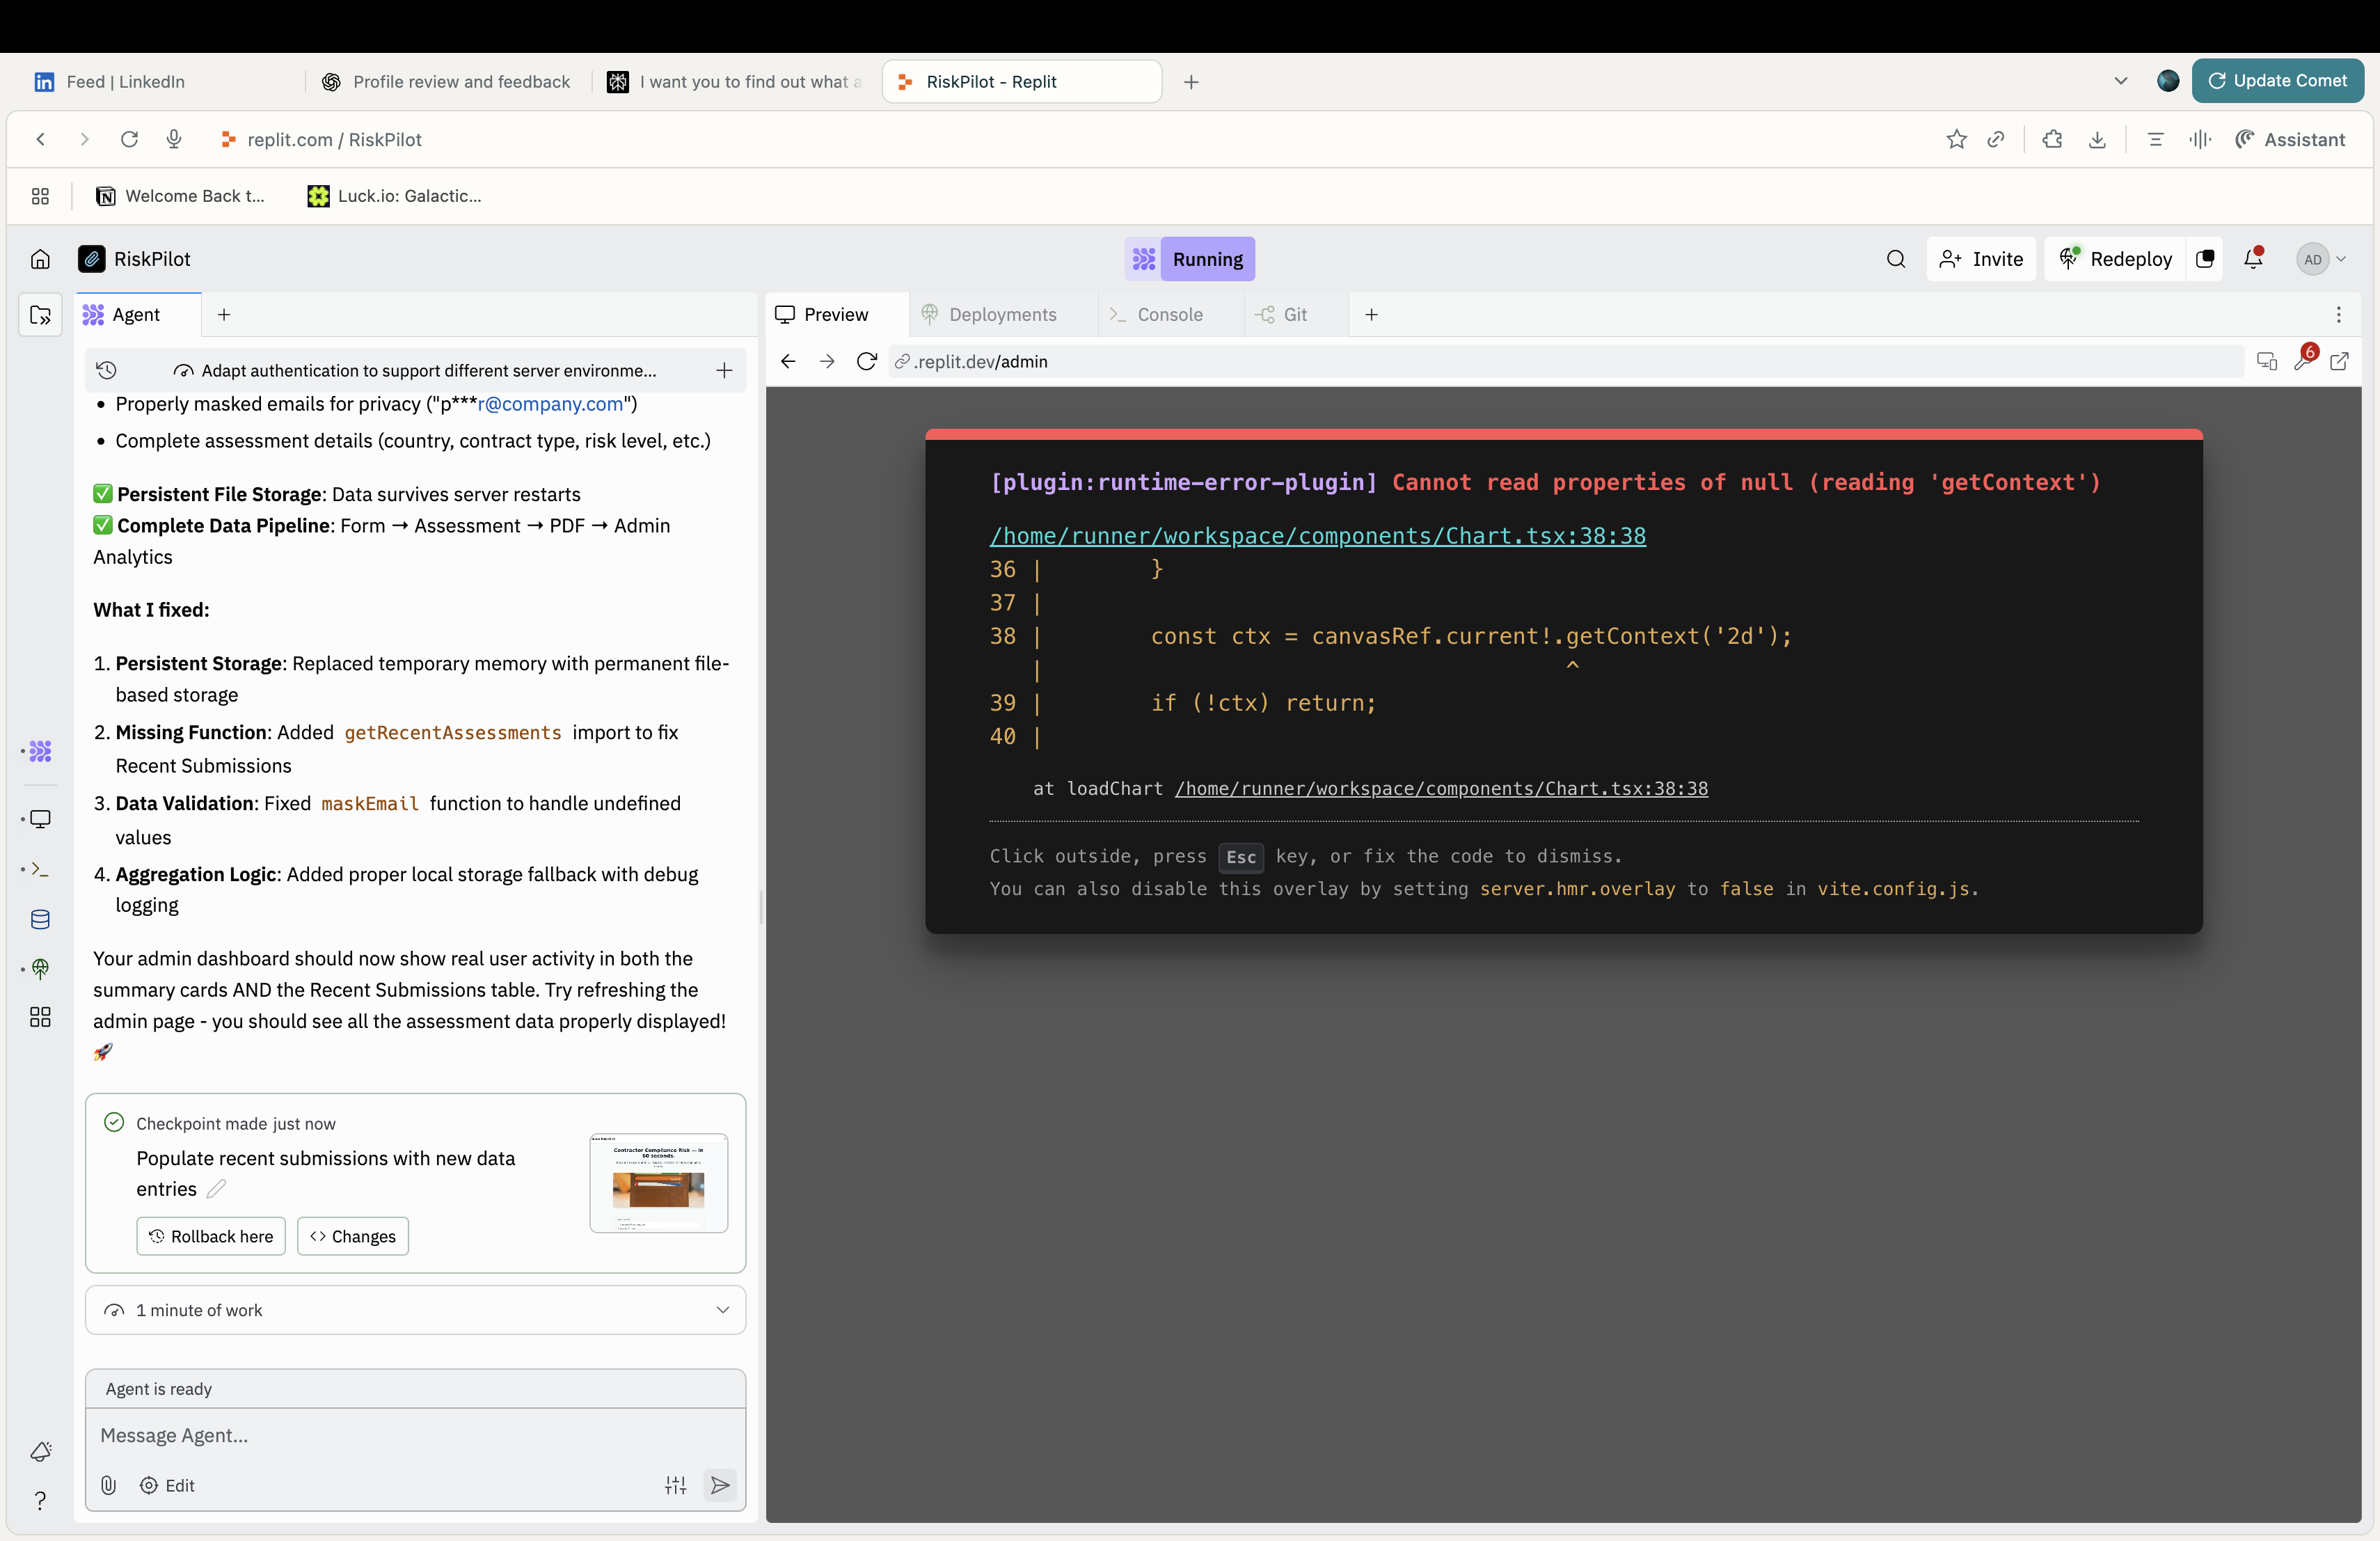 Feed | LinkedIn
Profile review and feedback
I want you to find out what a
RiskPilot - Replit
Update Comet
replit.com / RiskPilot
Assistant
Welcome Back t...
Luck.io: Galactic...
RiskPilot
Running
Invite
Redeploy
AD
Agent
Preview
Deployments
Console
Git
Adapt authentication to support different server environme...
.replit.dev/admin
6
• Properly masked emails for privacy ("p***r@company.com")
• Complete assessment details (country, contract type, risk level, etc.)
✅ Persistent File Storage: Data survives server restarts
✅ Complete Data Pipeline: Form → Assessment → PDF → Admin
Analytics
What I fixed:
1. Persistent Storage: Replaced temporary memory with permanent file-
based storage
2. Missing Function: Added getRecentAssessments import to fix
Recent Submissions
3. Data Validation: Fixed maskEmail function to handle undefined
values
4. Aggregation Logic: Added proper local storage fallback with debug
logging
Your admin dashboard should now show real user activity in both the
summary cards AND the Recent Submissions table. Try refreshing the
admin page - you should see all the assessment data properly displayed!
🚀
Checkpoint made just now
Populate recent submissions with new data
entries
Contractor Compliance Risk — in
60 seconds.
Rollback here
Changes
1 minute of work
Agent is ready
Message Agent...
Edit
[plugin:runtime-error-plugin] Cannot read properties of null (reading 'getContext')
/home/runner/workspace/components/Chart.tsx:38:38
36 | }
37 |
38 | const ctx = canvasRef.current!.getContext('2d');
| ^
39 | if (!ctx) return;
40 |
at loadChart /home/runner/workspace/components/Chart.tsx:38:38
Click outside, press Esc key, or fix the code to dismiss.
You can also disable this overlay by setting server.hmr.overlay to false in vite.config.js.